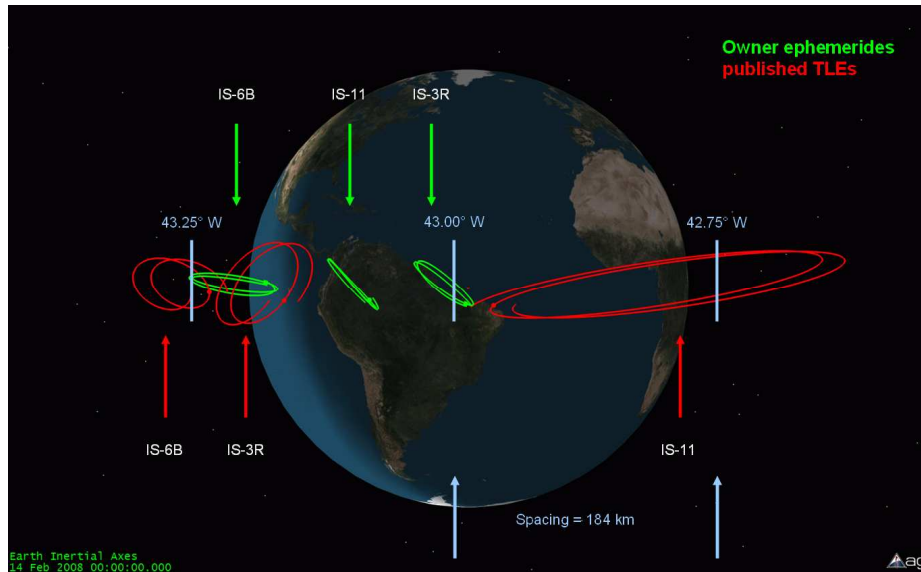 Owner ephemerides
published TLEs
IS-6B
IS-11
IS-3R
43.25° W
43.00° W
42.75° W
IS-6B
IS-3R
IS-11
Spacing = 184 km
Earth Inertial Axes
14 Feb 2008 00:00:00.000